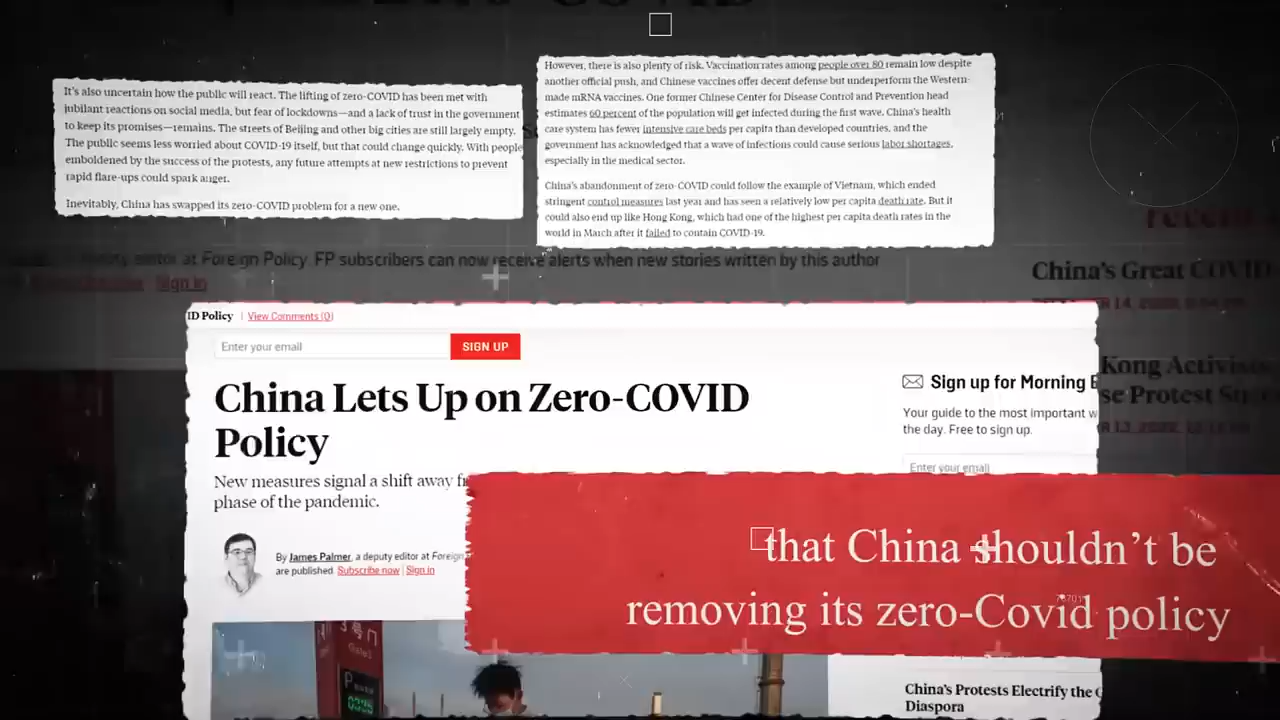 It's also uncertain how the public will react. The lifting of zero-COVID has been met with
jubilant reactions on social media, but fear of lockdowns—and a lack of trust in the government
to keep its promises—remains. The streets of Beijing and other big cities are still largely empty.
The public seems less worried about COVID-19 itself, but that could change quickly. With people
emboldened by the success of the protests, any future attempts at new restrictions to prevent
rapid flare-ups could spark anger.
Inevitably, China has swapped its zero-COVID problem for a new one.
However, there is also plenty of risk. Vaccination rates among people over 80 remain low despite
another official push, and Chinese vaccines offer decent defense but underperform the Western-
made mRNA vaccines. One former Chinese Center for Disease Control and Prevention head
estimates 60 percent of the population will get infected during the first wave. China's health
care system has fewer intensive care beds per capita than developed countries, and the
government has acknowledged that a wave of infections could cause serious labor shortages,
especially in the medical sector.
China's abandonment of zero-COVID could follow the example of Vietnam, which ended
stringent control measures last year and has seen a relatively low per capita death rate. But it
could also end up like Hong Kong, which had one of the highest per capita death rates in the
world in March after it failed to contain COVID-19.
deputy editor at Foreign Policy. FP subscribers can now receive alerts when new stories written by this author
Sign in
China's Great COVID
Kong Activists
se Protest
ID Policy | View Comments (0)
Enter your email
SIGN UP
China Lets Up on Zero-COVID
Policy
New measures signal a shift away
phase of the pandemic.
By James Palmer, a deputy editor at Foreign
are published. Subscribe now | Sign in
Sign up for Morning
Your guide to the most important
the day. Free to sign up.
Enter your email
that China shouldn't be
removing its zero-Covid policy
3号门
Gate3
P
China's Protests Electrify the
Diaspora